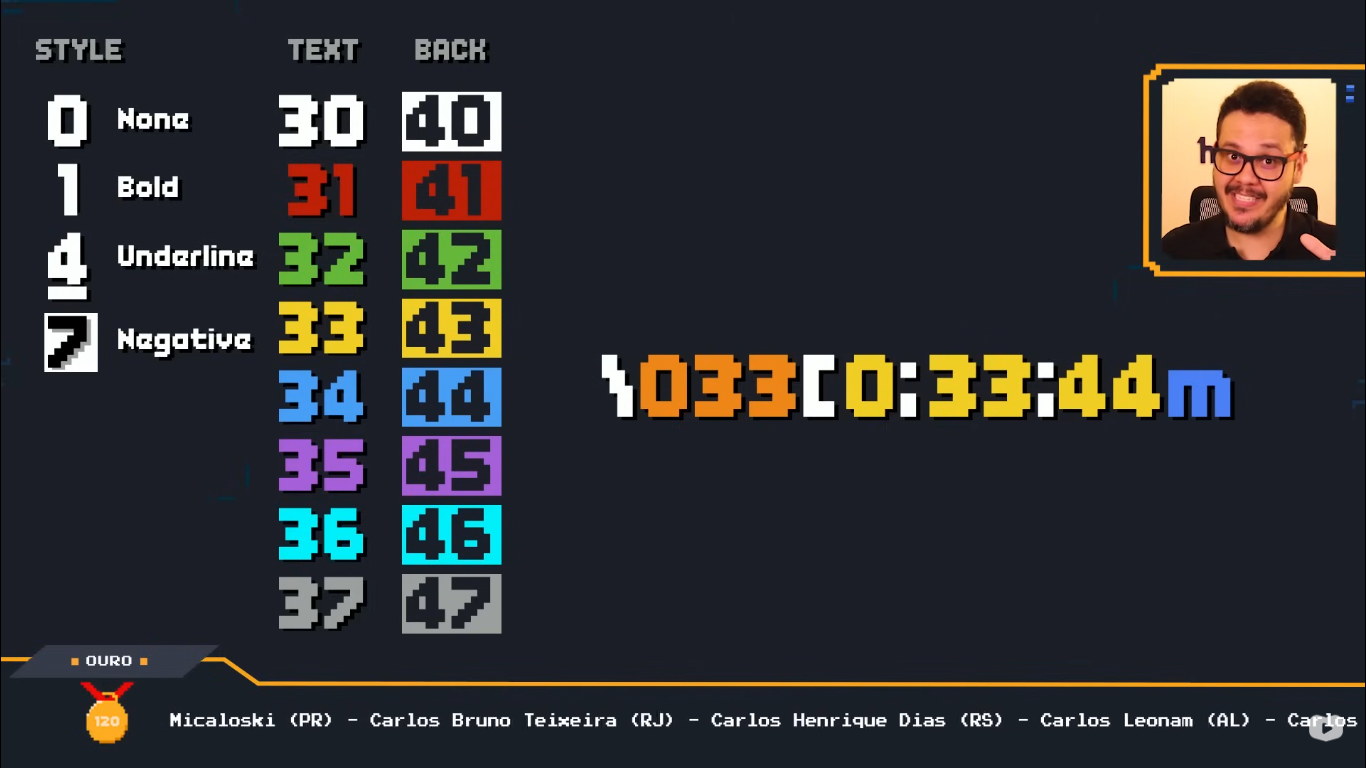 STYLE TEXT BACK
0 None 30 40
1 Bold 31 41
4 Underline 32 42
7 Negative 33 43
34 44
35 45
36 46
37 47
\033[0:33:44m
OURO
120
Micaloski (PR) - Carlos Bruno Teixeira (RJ) - Carlos Henrique Dias (RS) - Carlos Leonam (AL) - Carlos